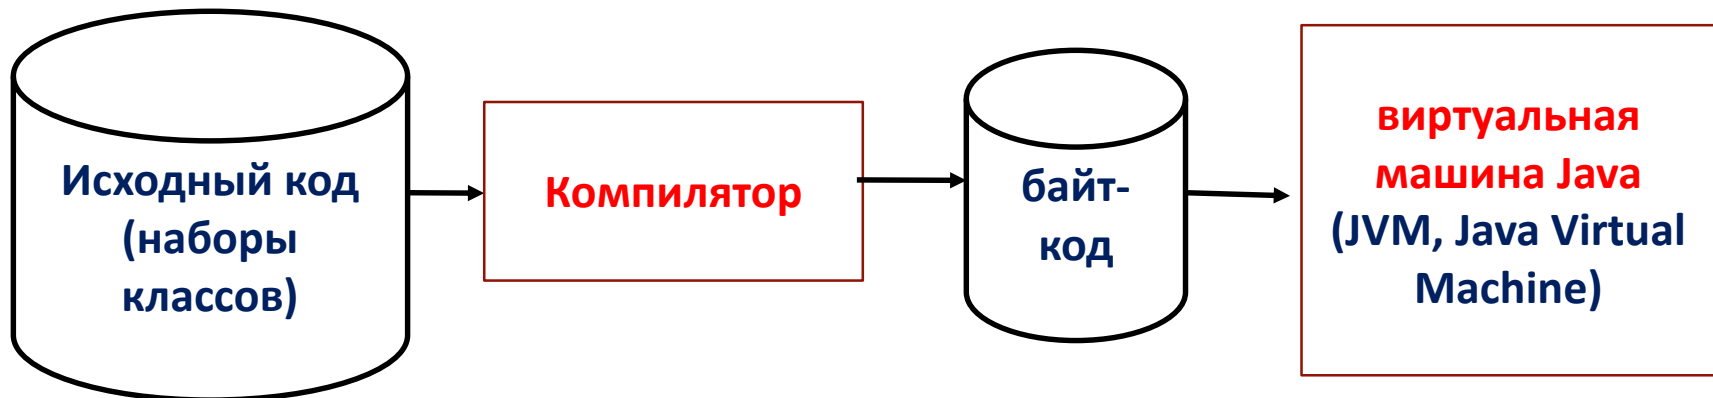 Исходный код
(наборы
классов)
Компилятор
байт-
код
виртуальная
машина Java
(JVM, Java Virtual
Machine)